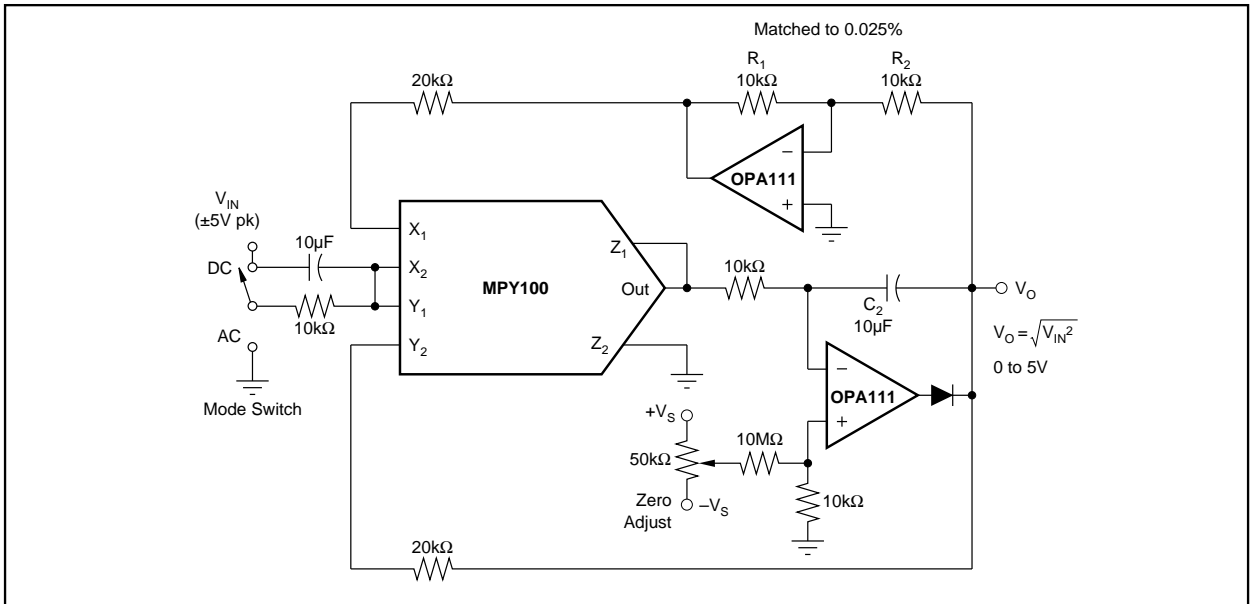 Matched to 0.025%
R1
10kΩ
R2
10kΩ
20kΩ
OPA111
–
+
VIN
(±5V pk)
10µF
DC
10kΩ
AC
Mode Switch
X1
X2
Y1
Y2
MPY100
Z1
Out
Z2
10kΩ
C2
10µF
VO
VO = √VIN²
0 to 5V
–
OPA111
+
+VS
50kΩ
10MΩ
Zero
Adjust
–VS
10kΩ
20kΩ